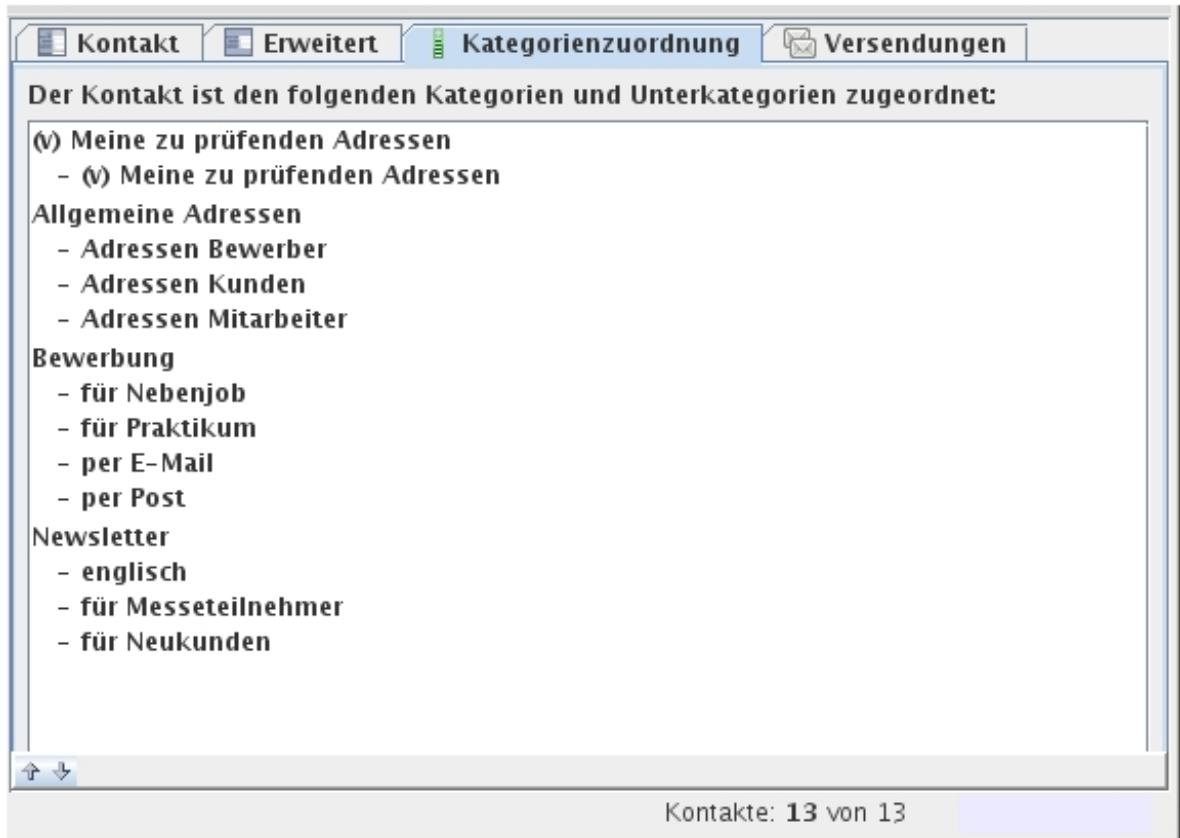 Kontakt Erweitert Kategorienzuordnung Versendungen
Der Kontakt ist den folgenden Kategorien und Unterkategorien zugeordnet:
(v) Meine zu prüfenden Adressen
- (v) Meine zu prüfenden Adressen
Allgemeine Adressen
- Adressen Bewerber
- Adressen Kunden
- Adressen Mitarbeiter
Bewerbung
- für Nebenjob
- für Praktikum
- per E-Mail
- per Post
Newsletter
- englisch
- für Messeteilnehmer
- für Neukunden
Kontakte: 13 von 13